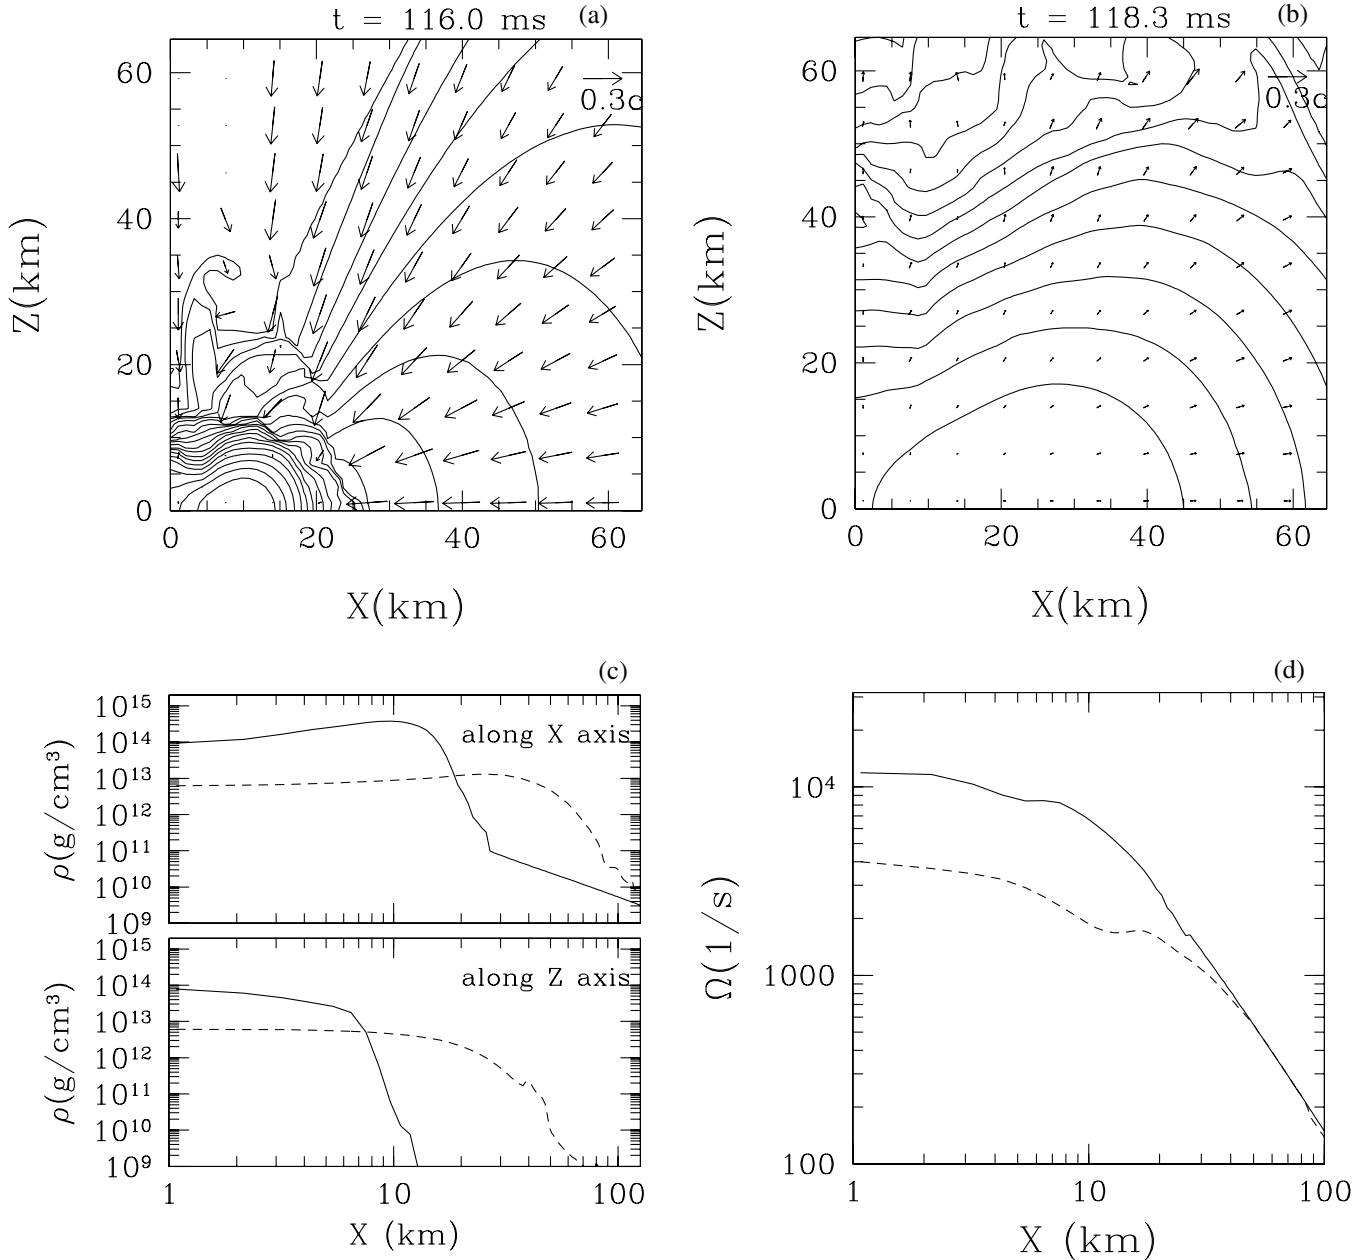 t = 116.0 ms (a)
60
40
20
0
0 20 40 60
0.3c
Z(km)
X(km)
t = 118.3 ms (b)
60
40
20
0
0 20 40 60
0.3c
Z(km)
X(km)
(c)
10¹⁵
10¹⁴
10¹³
10¹²
10¹¹
10¹⁰
10⁹
along X axis
ρ(g/cm³)
10¹⁵
10¹⁴
10¹³
10¹²
10¹¹
10¹⁰
10⁹
along Z axis
ρ(g/cm³)
1 10 100
X (km)
(d)
10⁴
1000
100
Ω(1/s)
1 10 100
X (km)